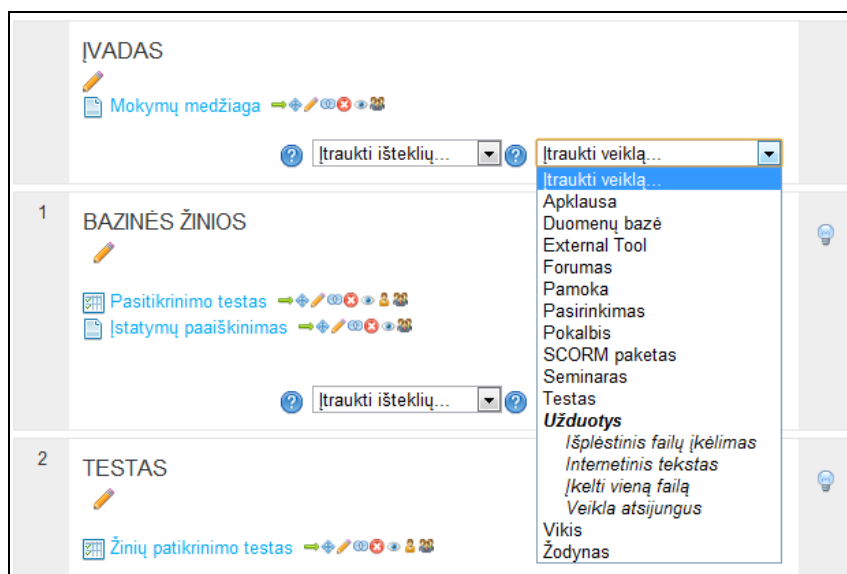 ĮVADAS
Mokymų medžiaga
Įtraukti išteklių...
Įtraukti veiklą...
Įtraukti veiklą...
Apklausa
Duomenų bazė
External Tool
Forumas
Pamoka
Pasirinkimas
Pokalbis
SCORM paketas
Seminaras
Testas
Užduotys
Išplėstinis failų įkėlimas
Internetinis tekstas
Įkelti vieną failą
Veikla atsijungus
Vikis
Žodynas
1
BAZINĖS ŽINIOS
Pasitikrinimo testas
Įstatymų paaiškinimas
Įtraukti išteklių...
2
TESTAS
Žinių patikrinimo testas